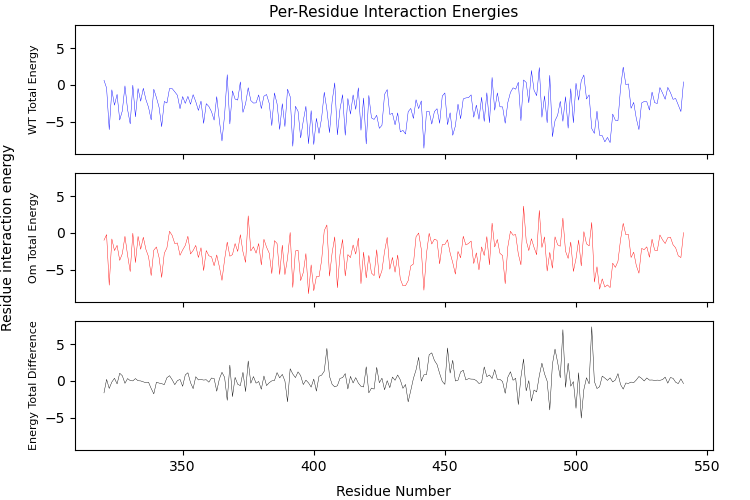 Per-Residue Interaction Energies
Residue interaction energy
WT Total Energy
5
0
−5
Om Total Energy
5
0
−5
Energy Total Difference
5
0
−5
350
400
450
500
550
Residue Number